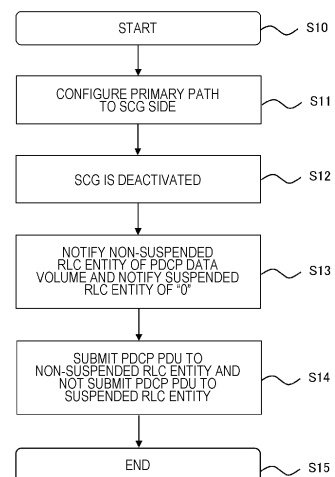 START
S10
CONFIGURE PRIMARY PATH
TO SCG SIDE
S11
SCG IS DEACTIVATED
S12
NOTIFY NON-SUSPENDED
RLC ENTITY OF PDCP DATA
VOLUME AND NOTIFY SUSPENDED
RLC ENTITY OF "0"
S13
SUBMIT PDCP PDU TO
NON-SUSPENDED RLC ENTITY AND
NOT SUBMIT PDCP PDU TO
SUSPENDED RLC ENTITY
S14
END
S15